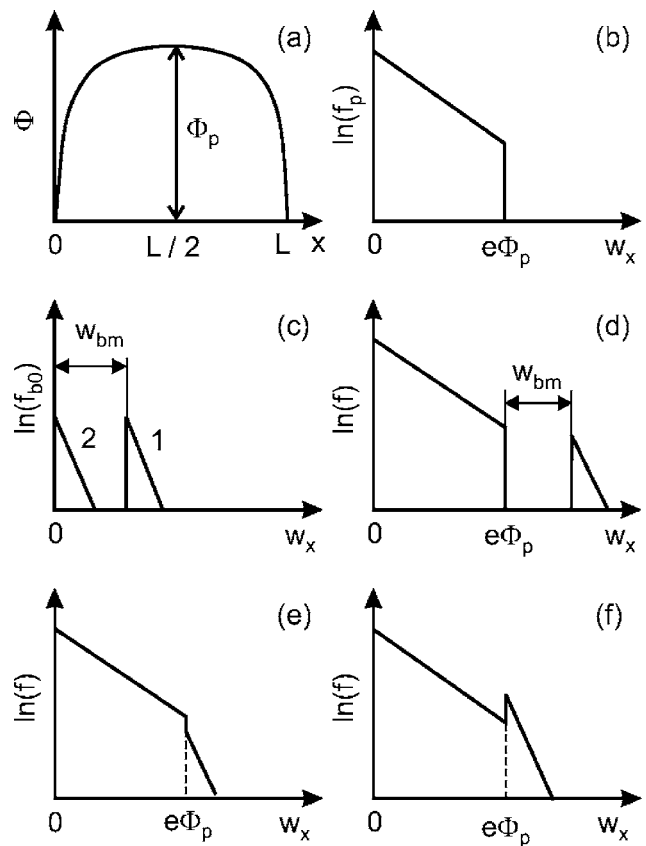 (a)
Φ
Φp
0
L / 2
L
x
(b)
ln(fp)
0
eΦp
wx
(c)
ln(fb0)
wbm
2
1
0
wx
(d)
ln(f)
wbm
0
eΦp
wx
(e)
ln(f)
0
eΦp
wx
(f)
ln(f)
0
eΦp
wx